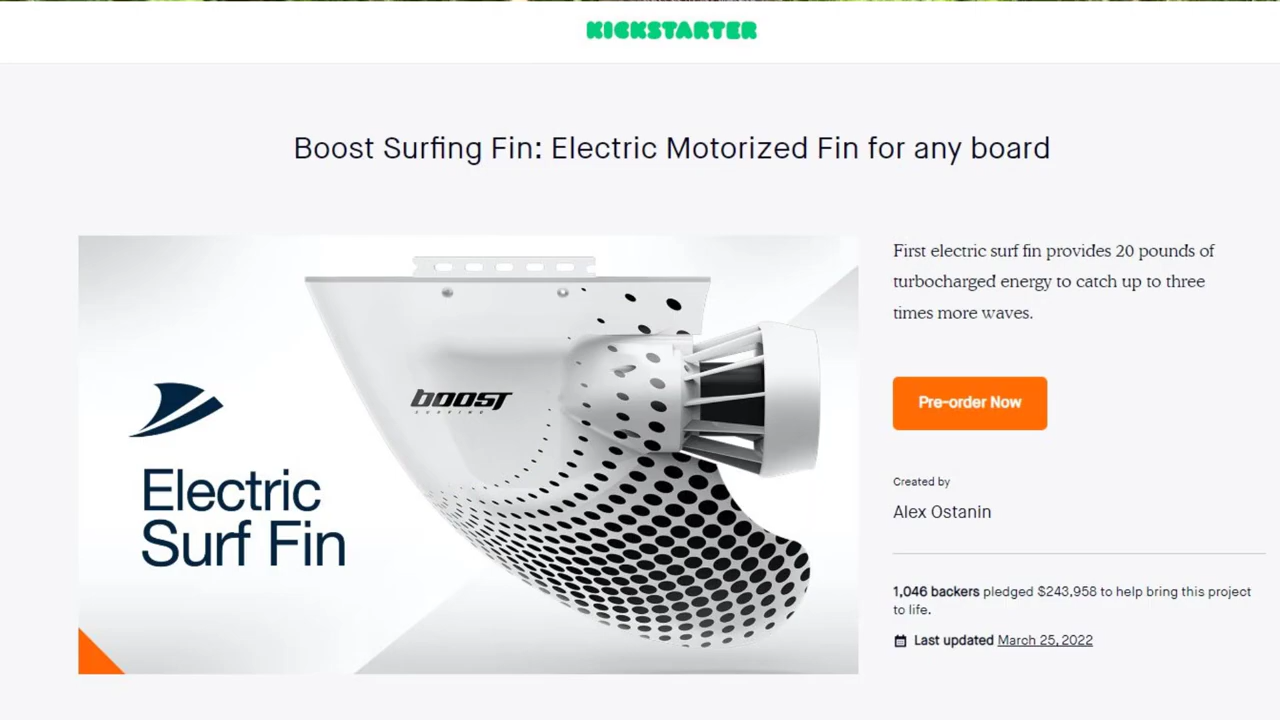 KICKSTARTER
Boost Surfing Fin: Electric Motorized Fin for any board
First electric surf fin provides 20 pounds of
turbocharged energy to catch up to three
times more waves.
boost
SURFING
Electric
Surf Fin
Pre-order Now
Created by
Alex Ostanin
1,046 backers pledged $243,958 to help bring this project
to life.
Last updated March 25, 2022